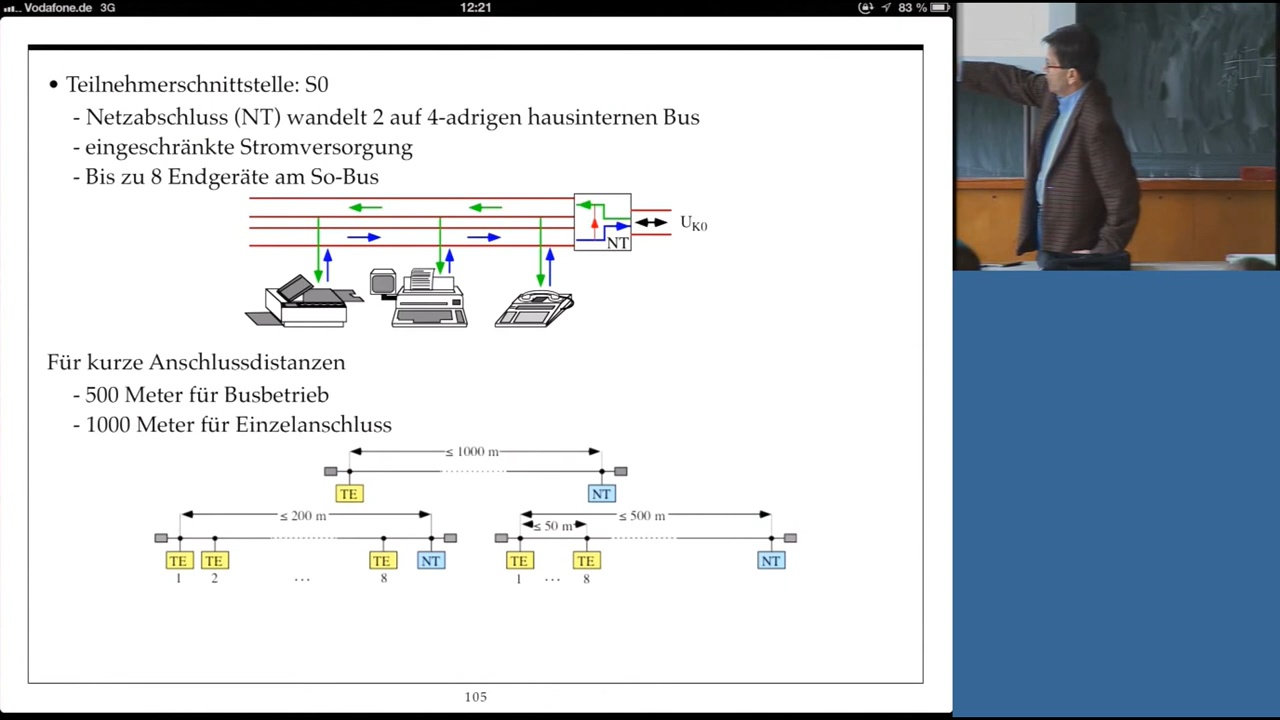 Vodafone.de 3G
12:21
83 %
• Teilnehmerschnittstelle: S0
- Netzabschluss (NT) wandelt 2 auf 4-adrigen hausinternen Bus
- eingeschränkte Stromversorgung
- Bis zu 8 Endgeräte am So-Bus
NT
U_K0
Für kurze Anschlussdistanzen
- 500 Meter für Busbetrieb
- 1000 Meter für Einzelanschluss
≤ 1000 m
TE
NT
≤ 200 m
TE TE TE NT
1 2 ... 8
≤ 500 m
≤ 50 m
TE TE NT
1 ... 8
105